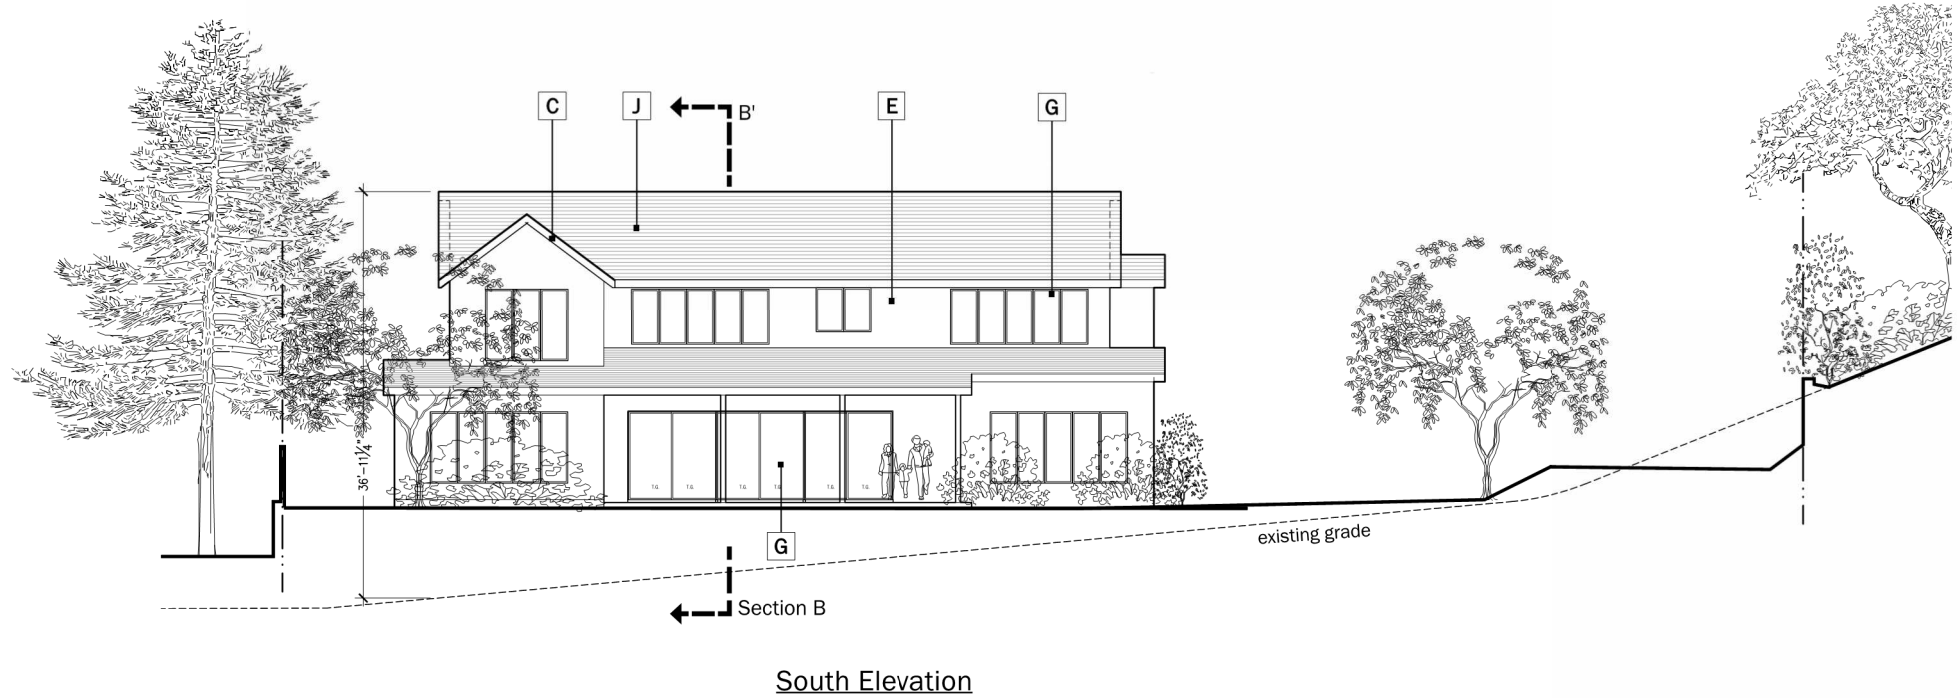 C
J
B'
E
G
36'-11¼"
T.G.
T.G.
T.G.
T.G.
T.G.
T.G.
G
existing grade
Section B
South Elevation